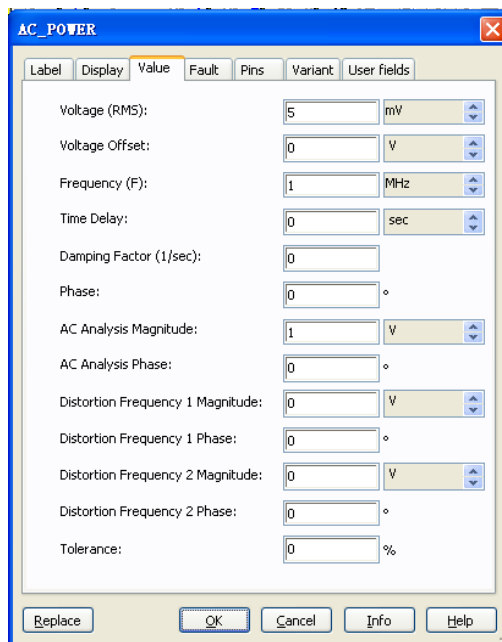 AC_POWER
Label Display Value Fault Pins Variant User fields
Voltage (RMS): 5 mV
Voltage Offset: 0 V
Frequency (F): 1 MHz
Time Delay: 0 sec
Damping Factor (1/sec): 0
Phase: 0 °
AC Analysis Magnitude: 1 V
AC Analysis Phase: 0 °
Distortion Frequency 1 Magnitude: 0 V
Distortion Frequency 1 Phase: 0 °
Distortion Frequency 2 Magnitude: 0 V
Distortion Frequency 2 Phase: 0 °
Tolerance: 0 %
Replace OK Cancel Info Help